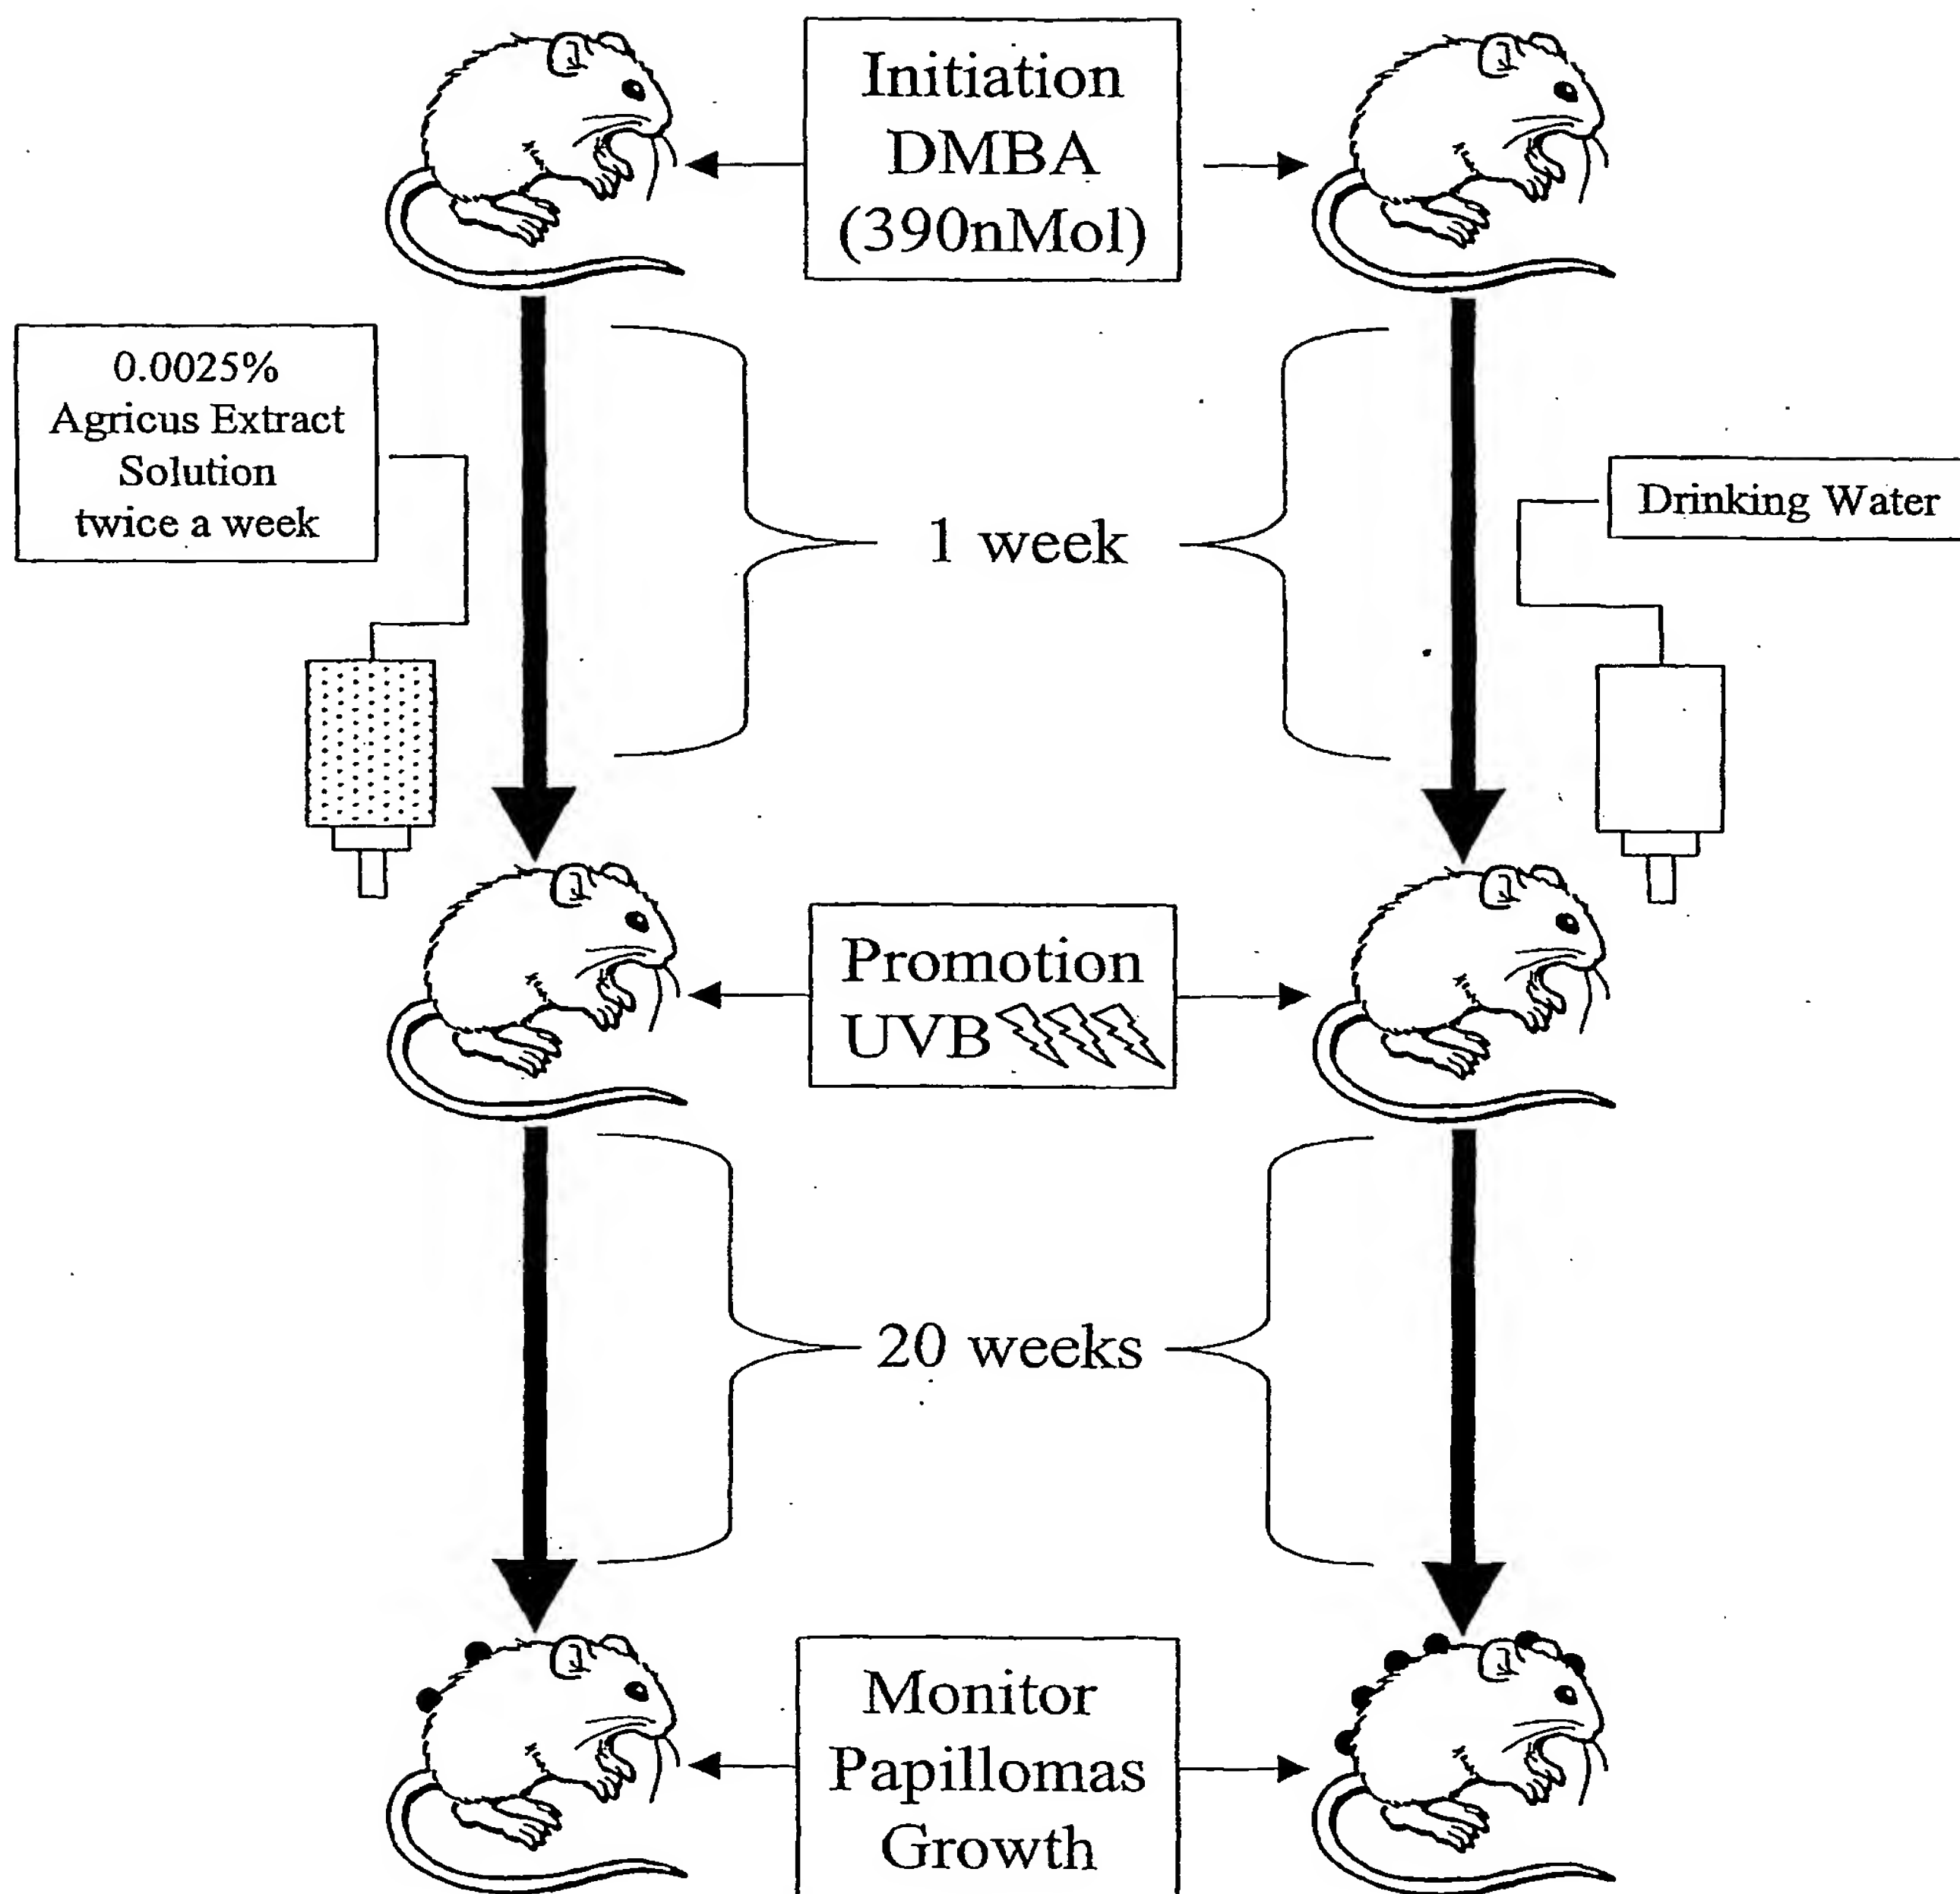 Initiation
DMBA
(390nMol)
0.0025%
Agricus Extract
Solution
twice a week
1 week
Drinking Water
Promotion
UVB
20 weeks
Monitor
Papillomas
Growth